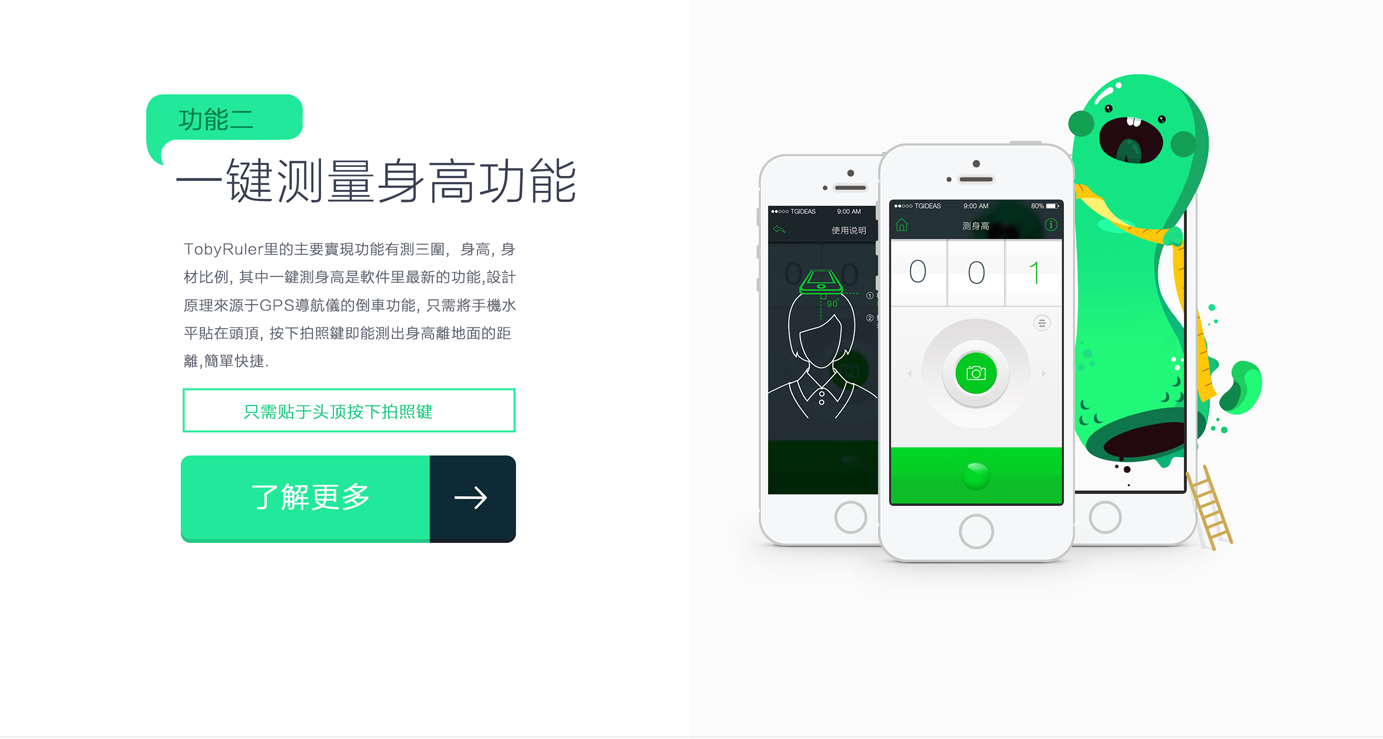 功能二
一键测量身高功能
TobyRuler里的主要實現功能有测三圍, 身高, 身
材比例, 其中一鍵測身高是軟件里最新的功能,設計
原理來源于GPS導航儀的倒車功能, 只需將手機水
平貼在頭頂, 按下拍照鍵即能測出身高離地面的距
離,簡單快捷.
只需贴于头顶按下拍照键
了解更多
TGIDEAS 9:00 AM
使用说明
0 0
90
①
②
TGIDEAS 9:00 AM 80%
测身高
0 0 1